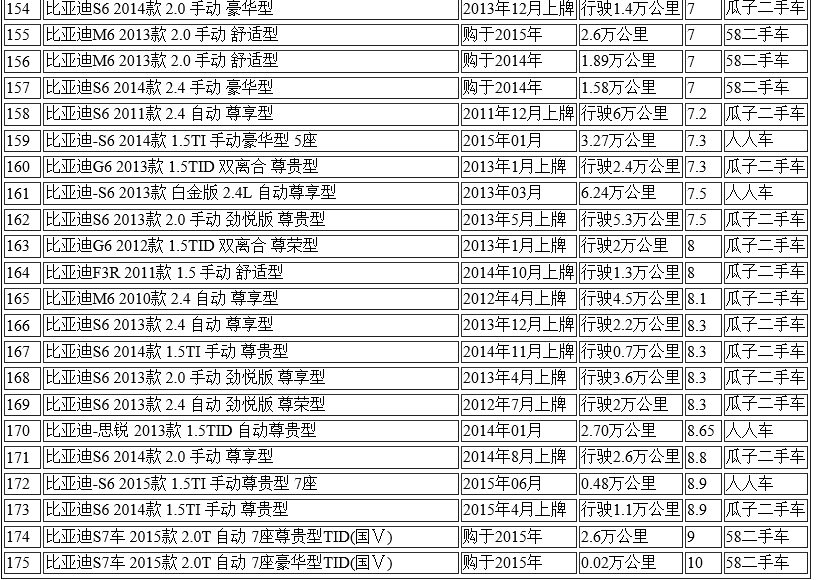 154 比亚迪S6 2014款 2.0 手动 豪华型 2013年12月上牌 行驶1.4万公里 7 瓜子二手车
155 比亚迪M6 2013款 2.0 手动 舒适型 购于2015年 2.6万公里 7 58二手车
156 比亚迪M6 2013款 2.0 手动 舒适型 购于2014年 1.89万公里 7 58二手车
157 比亚迪S6 2014款 2.4 手动 豪华型 购于2014年 1.58万公里 7 58二手车
158 比亚迪S6 2011款 2.4 自动 尊享型 2011年12月上牌 行驶6万公里 7.2 瓜子二手车
159 比亚迪-S6 2014款 1.5TI 手动豪华型 5座 2015年01月 3.27万公里 7.3 人人车
160 比亚迪G6 2013款 1.5TID 双离合 尊贵型 2013年1月上牌 行驶2.4万公里 7.3 瓜子二手车
161 比亚迪-S6 2013款 白金版 2.4L 自动尊享型 2013年03月 6.24万公里 7.5 人人车
162 比亚迪S6 2013款 2.0 手动 劲悦版 尊贵型 2013年5月上牌 行驶5.3万公里 7.5 瓜子二手车
163 比亚迪G6 2012款 1.5TID 双离合 尊荣型 2013年1月上牌 行驶2万公里 8 瓜子二手车
164 比亚迪F3R 2011款 1.5 手动 舒适型 2014年10月上牌 行驶1.3万公里 8 瓜子二手车
165 比亚迪M6 2010款 2.4 自动 尊享型 2012年4月上牌 行驶4.5万公里 8.1 瓜子二手车
166 比亚迪S6 2013款 2.4 自动 尊享型 2013年12月上牌 行驶2.2万公里 8.3 瓜子二手车
167 比亚迪S6 2014款 1.5TI 手动 尊贵型 2014年11月上牌 行驶0.7万公里 8.3 瓜子二手车
168 比亚迪S6 2013款 2.0 手动 劲悦版 尊享型 2013年4月上牌 行驶3.6万公里 8.3 瓜子二手车
169 比亚迪S6 2013款 2.4 自动 劲悦版 尊荣型 2012年7月上牌 行驶2万公里 8.3 瓜子二手车
170 比亚迪-思锐 2013款 1.5TID 自动尊贵型 2014年01月 2.70万公里 8.65 人人车
171 比亚迪S6 2014款 2.0 手动 尊享型 2014年8月上牌 行驶2.6万公里 8.8 瓜子二手车
172 比亚迪-S6 2015款 1.5TI 手动尊贵型 7座 2015年06月 0.48万公里 8.9 人人车
173 比亚迪S6 2014款 1.5TI 手动 尊贵型 2015年4月上牌 行驶1.1万公里 8.9 瓜子二手车
174 比亚迪S7车 2015款 2.0T 自动 7座尊贵型TID(国Ⅴ) 购于2015年 2.6万公里 9 58二手车
175 比亚迪S7车 2015款 2.0T 自动 7座豪华型TID(国Ⅴ) 购于2015年 0.02万公里 10 58二手车